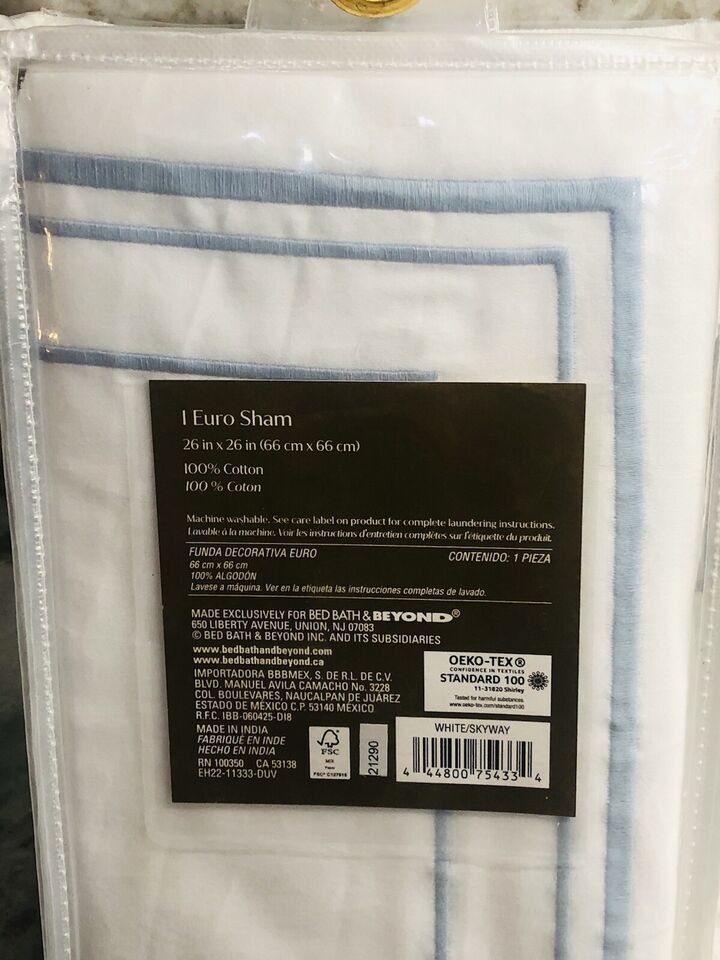 1 Euro Sham
26 in x 26 in (66 cm x 66 cm)
100% Cotton
100 % Coton
Machine washable. See care label on product for complete laundering instructions.
Lavable à la machine. Voir les instructions d'entretien complètes sur l'étiquette du produit.
FUNDA DECORATIVA EURO
CONTENIDO: 1 PIEZA
66 cm x 66 cm
100% ALGODÓN
Lavese a máquina. Ver en la etiqueta las instrucciones completas de lavado.
MADE EXCLUSIVELY FOR BED BATH & BEYOND®
650 LIBERTY AVENUE, UNION, NJ 07083
© BED BATH & BEYOND INC. AND ITS SUBSIDIARIES
www.bedbathandbeyond.com
www.bedbathandbeyond.ca
IMPORTADORA BBBMEX, S. DE R.L. DE C.V.
BLVD. MANUEL AVILA CAMACHO No. 3228
COL. BOULEVARES, NAUCALPAN DE JUÁREZ
ESTADO DE MÉXICO C.P. 53140 MÉXICO
R.F.C. IBB-060425-DI8
MADE IN INDIA
FABRIQUÉ EN INDE
HECHO EN INDIA
RN 100350 CA 53138
EH22-11333-DUV
OEKO-TEX®
CONFIDENCE IN TEXTILES
STANDARD 100
11-31820 Shirley
Tested for harmful substances.
www.oeko-tex.com/standard100
FSC
MIX
21290
WHITE/SKYWAY
4 44800 75433 4